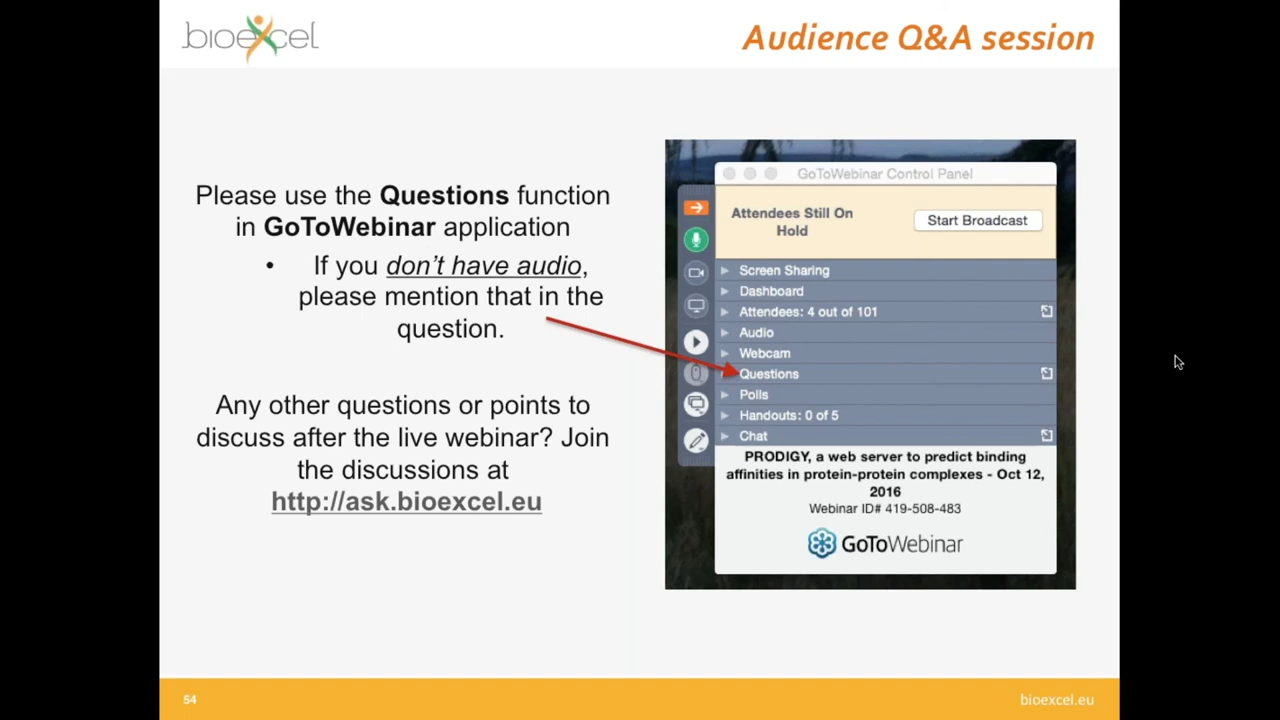 bioexcel
Audience Q&A session
Please use the Questions function
in GoToWebinar application
• If you don't have audio,
please mention that in the
question.
Any other questions or points to
discuss after the live webinar? Join
the discussions at
http://ask.bioexcel.eu
GoToWebinar Control Panel
Attendees Still On
Hold
Start Broadcast
Screen Sharing
Dashboard
Attendees: 4 out of 101
Audio
Webcam
Questions
Polls
Handouts: 0 of 5
Chat
PRODIGY, a web server to predict binding
affinities in protein-protein complexes - Oct 12,
2016
Webinar ID# 419-508-483
GoToWebinar
54
bioexcel.eu